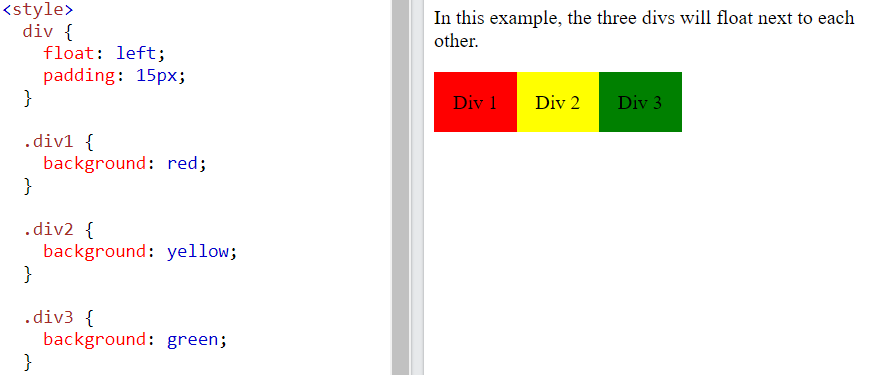 <style>
div {
float: left;
padding: 15px;
}
.div1 {
background: red;
}
.div2 {
background: yellow;
}
.div3 {
background: green;
}
In this example, the three divs will float next to each
other.
Div 1 Div 2 Div 3